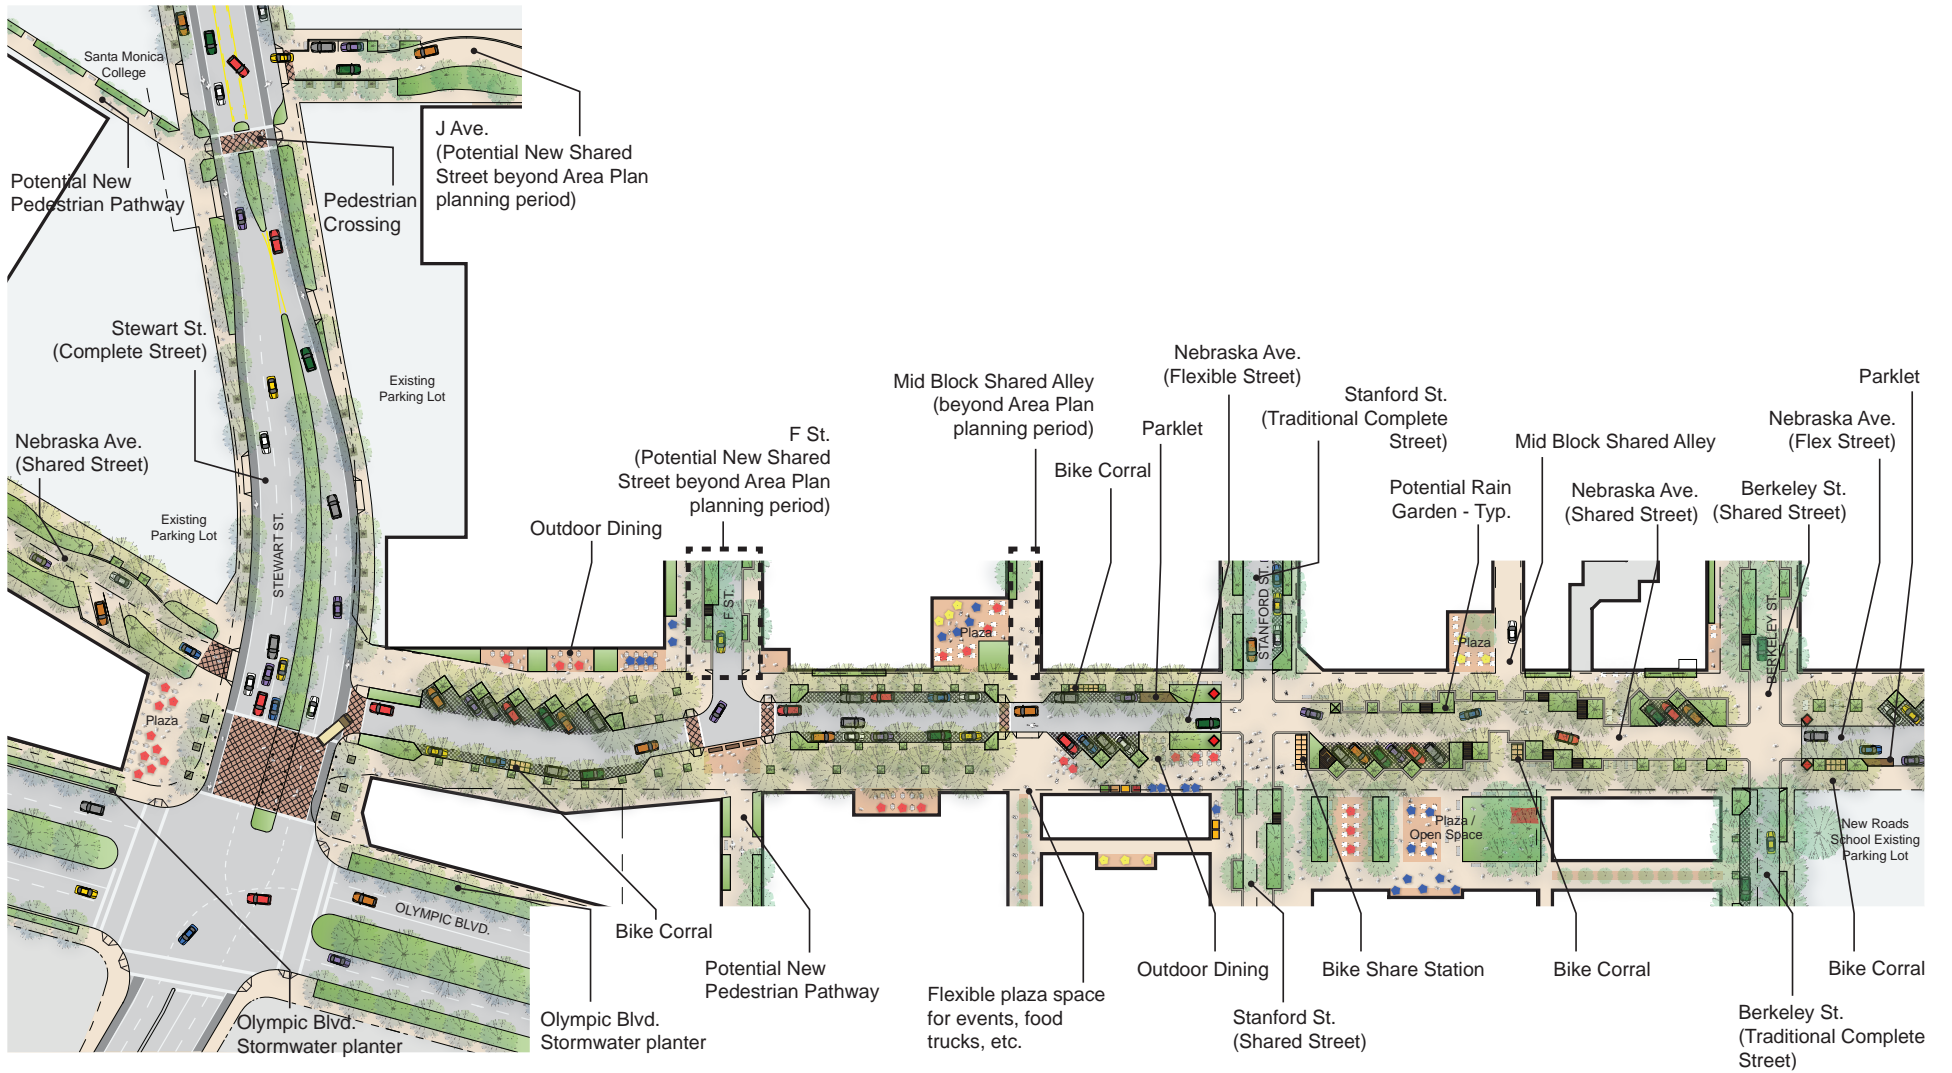 Santa Monica
College
J Ave.
(Potential New Shared
Street beyond Area Plan
planning period)
Potential New
Pedestrian Pathway
Pedestrian
Crossing
Stewart St.
(Complete Street)
Existing
Parking Lot
Nebraska Ave.
(Shared Street)
Existing
Parking Lot
STEWART ST.
Outdoor Dining
F St.
(Potential New Shared
Street beyond Area Plan
planning period)
Mid Block Shared Alley
(beyond Area Plan
planning period)
Bike Corral
Parklet
Nebraska Ave.
(Flexible Street)
Stanford St.
(Traditional Complete
Street)
Potential Rain
Garden - Typ.
Mid Block Shared Alley
Nebraska Ave.
(Shared Street)
Berkeley St.
(Shared Street)
Nebraska Ave.
(Flex Street)
Parklet
F ST.
Plaza
STANFORD ST.
Plaza
BERKELEY ST.
Plaza
Plaza /
Open Space
New Roads
School Existing
Parking Lot
OLYMPIC BLVD.
Olympic Blvd.
Stormwater planter
Olympic Blvd.
Stormwater planter
Bike Corral
Potential New
Pedestrian Pathway
Flexible plaza space
for events, food
trucks, etc.
Outdoor Dining
Stanford St.
(Shared Street)
Bike Share Station
Bike Corral
Berkeley St.
(Traditional Complete
Street)
Bike Corral